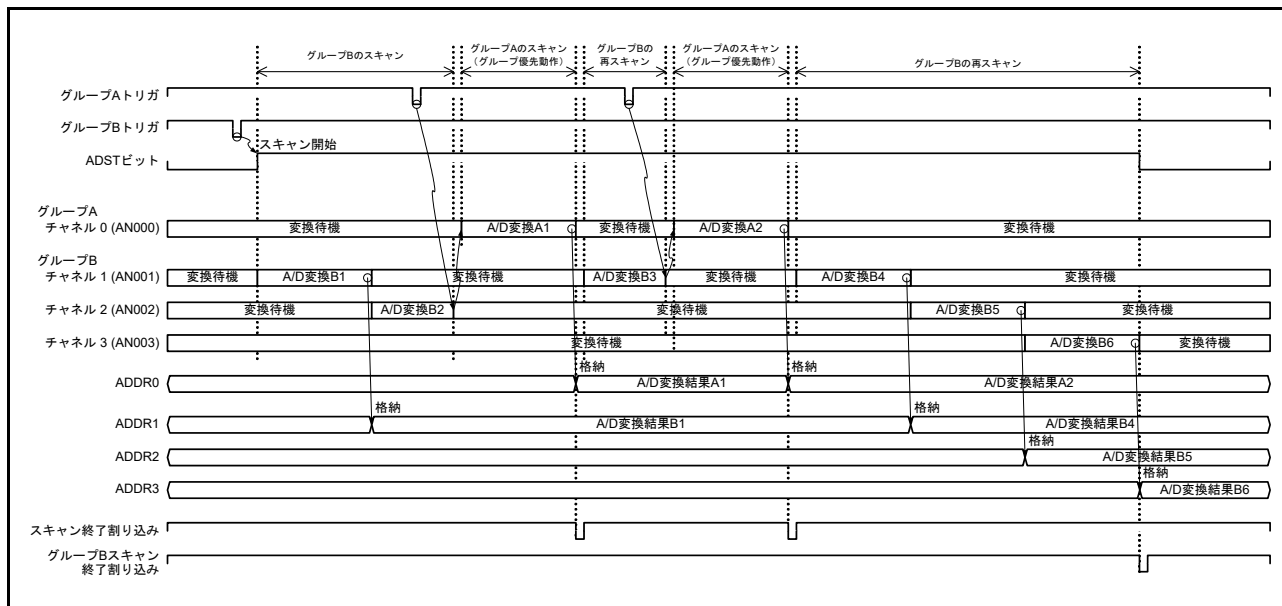 グループBのスキャン
グループAのスキャン
(グループ優先動作)
グループBの
再スキャン
グループAのスキャン
(グループ優先動作)
グループBの再スキャン
グループAトリガ
グループBトリガ
スキャン開始
ADSTビット
グループA
チャネル 0 (AN000)
変換待機 A/D変換A1 変換待機 A/D変換A2 変換待機
グループB
チャネル 1 (AN001)
変換待機 A/D変換B1 変換待機 A/D変換B3 変換待機 A/D変換B4 変換待機
チャネル 2 (AN002)
変換待機 A/D変換B2 変換待機 A/D変換B5 変換待機
チャネル 3 (AN003)
変換待機 A/D変換B6 変換待機
格納 格納
ADDR0 A/D変換結果A1 A/D変換結果A2
格納 格納
ADDR1 A/D変換結果B1 A/D変換結果B4
格納
ADDR2 A/D変換結果B5
格納
ADDR3 A/D変換結果B6
スキャン終了割り込み
グループBスキャン
終了割り込み